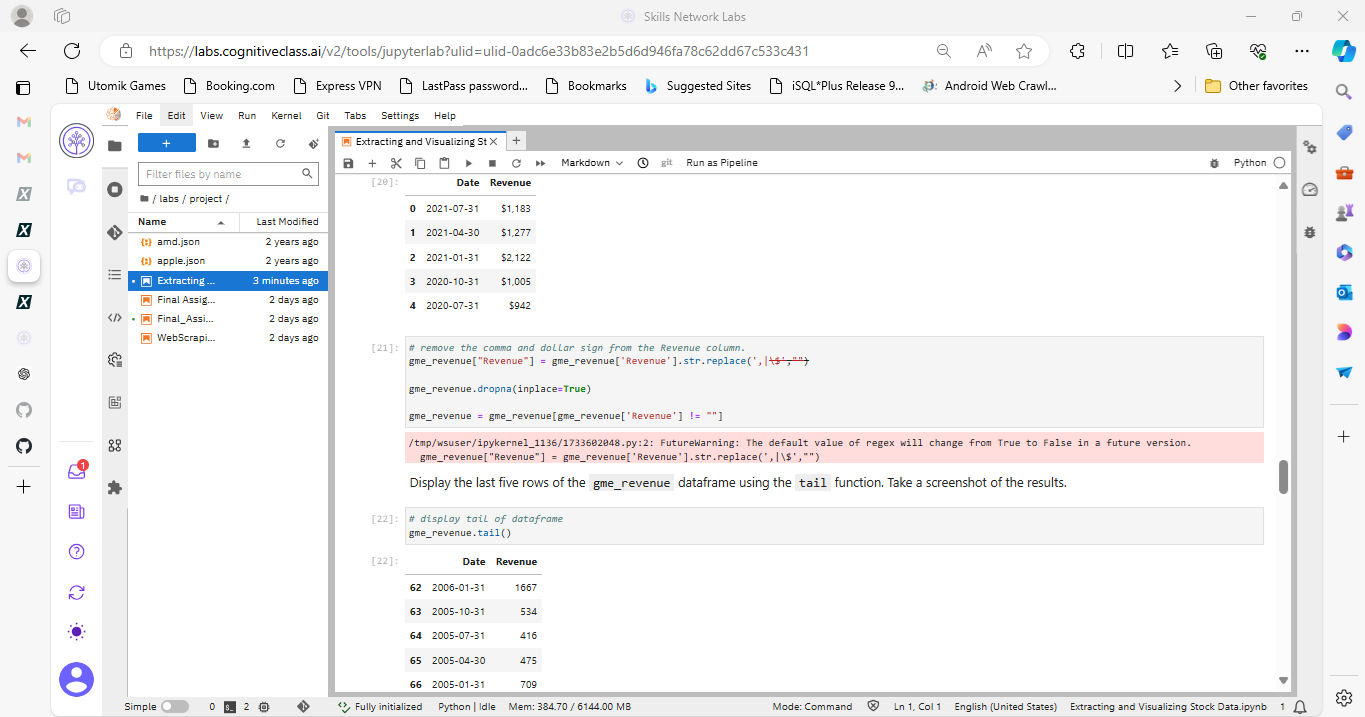 Skills Network Labs
https://labs.cognitiveclass.ai/v2/tools/jupyterlab?ulid=ulid-0adc6e33b83e2b5d6d946fa78c62dd67c533c431
Utomik Games
Booking.com
Express VPN
LastPass password...
Bookmarks
Suggested Sites
iSQL*Plus Release 9...
Android Web Crawl...
Other favorites
File Edit View Run Kernel Git Tabs Settings Help
Extracting and Visualizing St
Filter files by name
/ labs / project /
Name Last Modified
amd.json 2 years ago
apple.json 2 years ago
Extracting ... 3 minutes ago
Final Assig... 2 days ago
Final_Assi... 2 days ago
WebScrapi... 2 days ago
1
Markdown git Run as Pipeline Python
[20]:
Date Revenue
0 2021-07-31 $1,183
1 2021-04-30 $1,277
2 2021-01-31 $2,122
3 2020-10-31 $1,005
4 2020-07-31 $942
[21]:
# remove the comma and dollar sign from the Revenue column.
gme_revenue["Revenue"] = gme_revenue['Revenue'].str.replace(',|\$',"")
gme_revenue.dropna(inplace=True)
gme_revenue = gme_revenue[gme_revenue['Revenue'] != ""]
/tmp/wsuser/ipykernel_1136/1733602048.py:2: FutureWarning: The default value of regex will change from True to False in a future version.
gme_revenue["Revenue"] = gme_revenue['Revenue'].str.replace(',|\$',"")
Display the last five rows of the gme_revenue dataframe using the tail function. Take a screenshot of the results.
[22]:
# display tail of dataframe
gme_revenue.tail()
[22]:
Date Revenue
62 2006-01-31 1667
63 2005-10-31 534
64 2005-07-31 416
65 2005-04-30 475
66 2005-01-31 709
Simple 0 2 Fully initialized Python | Idle Mem: 384.70 / 6144.00 MB Mode: Command Ln 1, Col 1 English (United States) Extracting and Visualizing Stock Data.ipynb 1